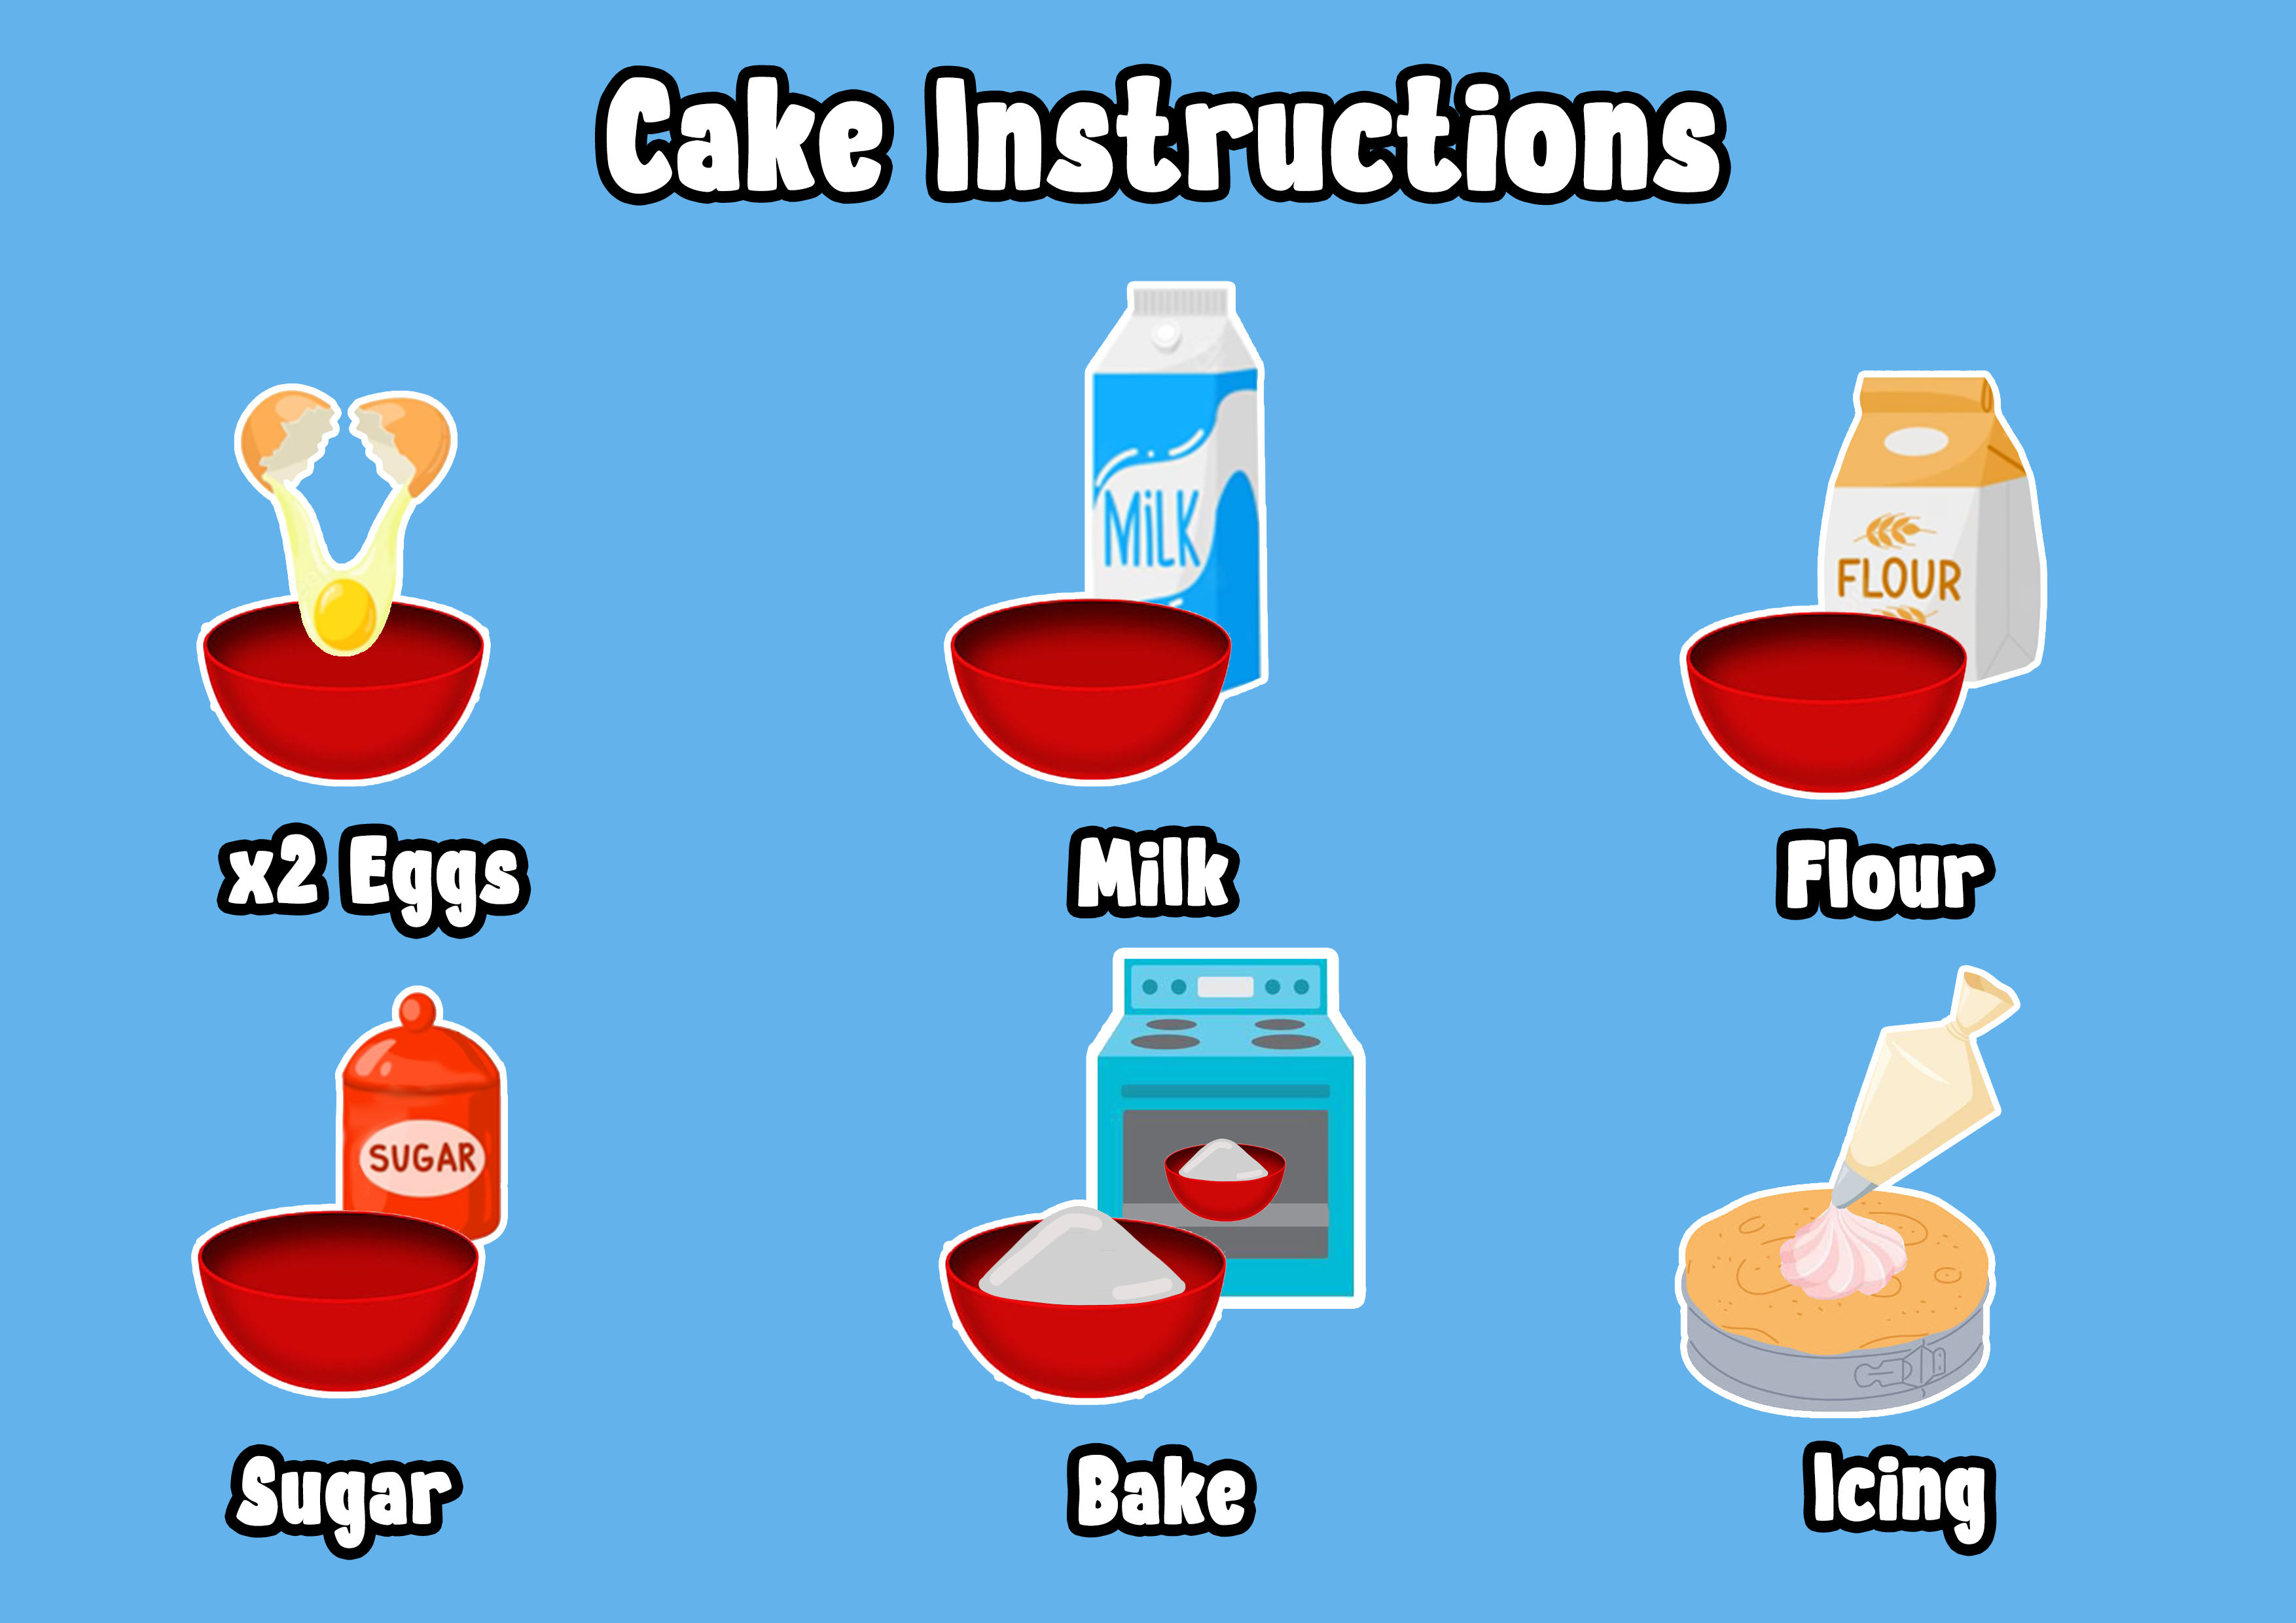 Cake Instructions
MiLK
FLOUR
x2 Eggs
Milk
Flour
SUGAR
Sugar
Bake
Icing